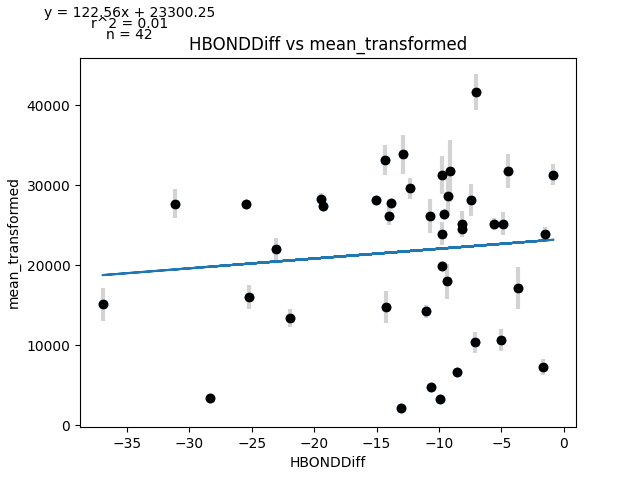 y = 122.56x + 23300.25
r^2 = 0.01
n = 42
HBONDDiff vs mean_transformed
mean_transformed
40000
30000
20000
10000
0
−35
−30
−25
−20
−15
−10
−5
0
HBONDDiff